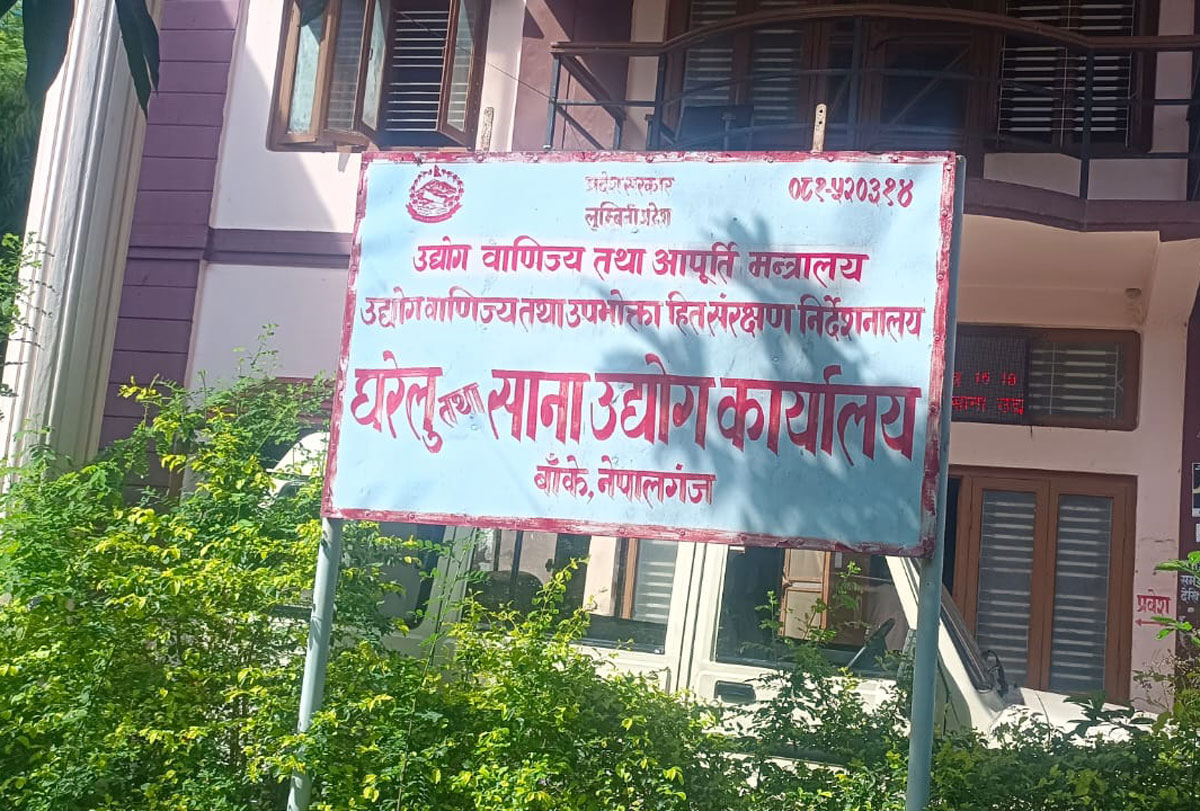 प्रदेश सरकार
लुम्बिनी प्रदेश
०८१-५२०३१४
उद्योग वाणिज्य तथा आपूर्ति मन्त्रालय
उद्योग वाणिज्य तथा उपभोक्ता हित संरक्षण निर्देशनालय
घरेलु तथा साना उद्योग कार्यालय
बाँके, नेपालगंज
प्रवेश